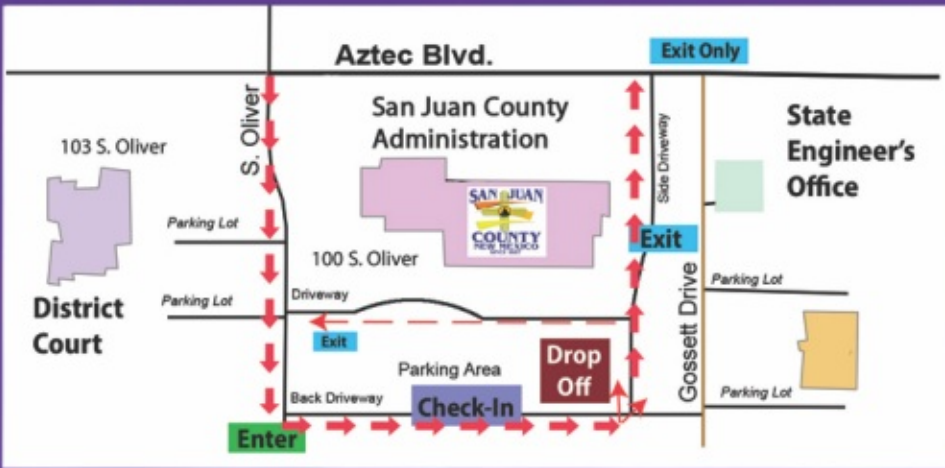 Aztec Blvd.
Exit Only
San Juan County
Administration
State
Engineer's
Office
S. Oliver
103 S. Oliver
Side Driveway
SAN JUAN
COUNTY
NEW MEXICO
Parking Lot
Exit
100 S. Oliver
Gossett Drive
Parking Lot
District
Court
Parking Lot
Driveway
Exit
Drop
Off
Parking Area
Parking Lot
Back Driveway
Check-In
Enter